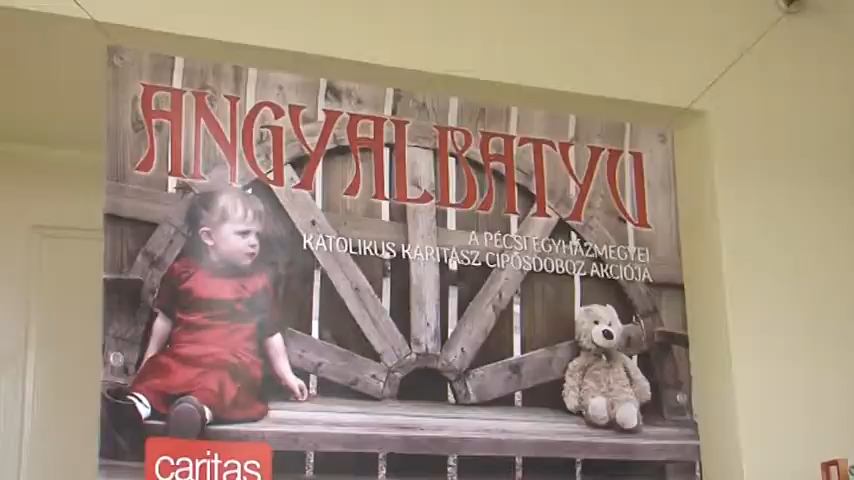 ANGYALBATYU
A PÉCSI EGYHÁZMEGYEI
KATOLIKUS KARITÁSZ CIPŐSDOBOZ AKCIÓJA
caritas